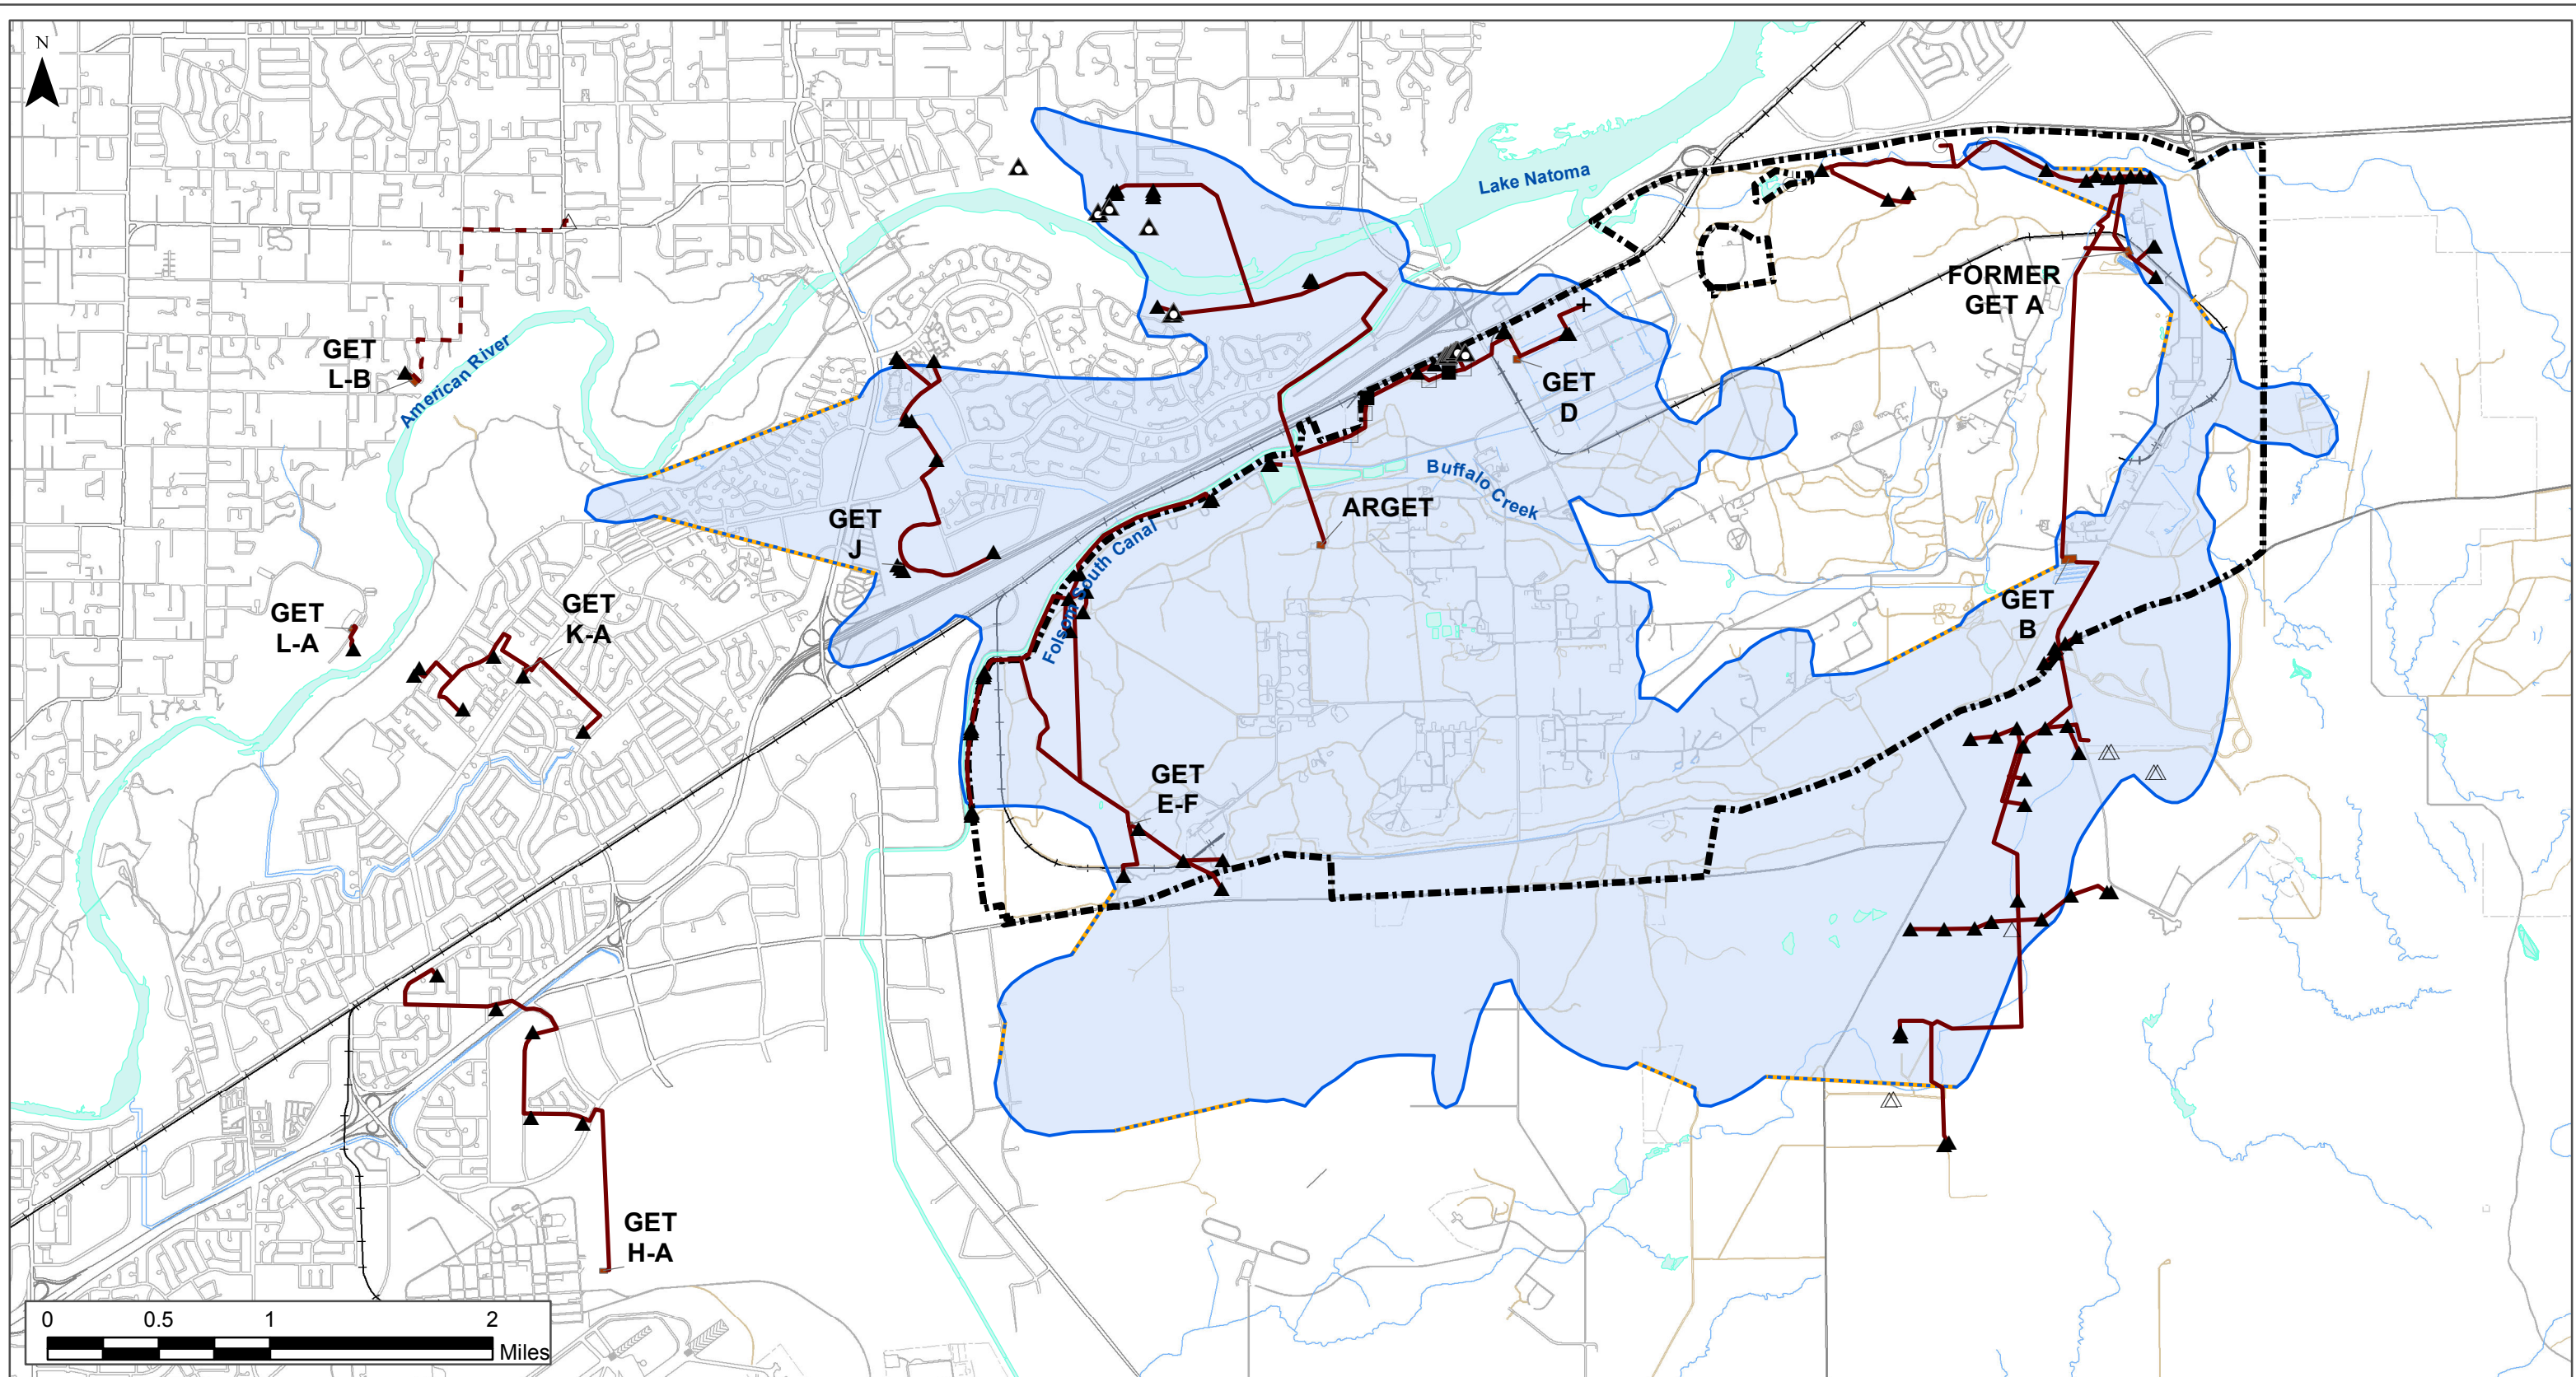 N
Lake Natoma
FORMER
GET A
GET
L-B
American River
GET
D
Buffalo Creek
ARGET
GET
J
Folsom South Canal
GET
L-A
GET
K-A
GET
B
GET
E-F
GET
H-A
0 0.5 1 2
Miles